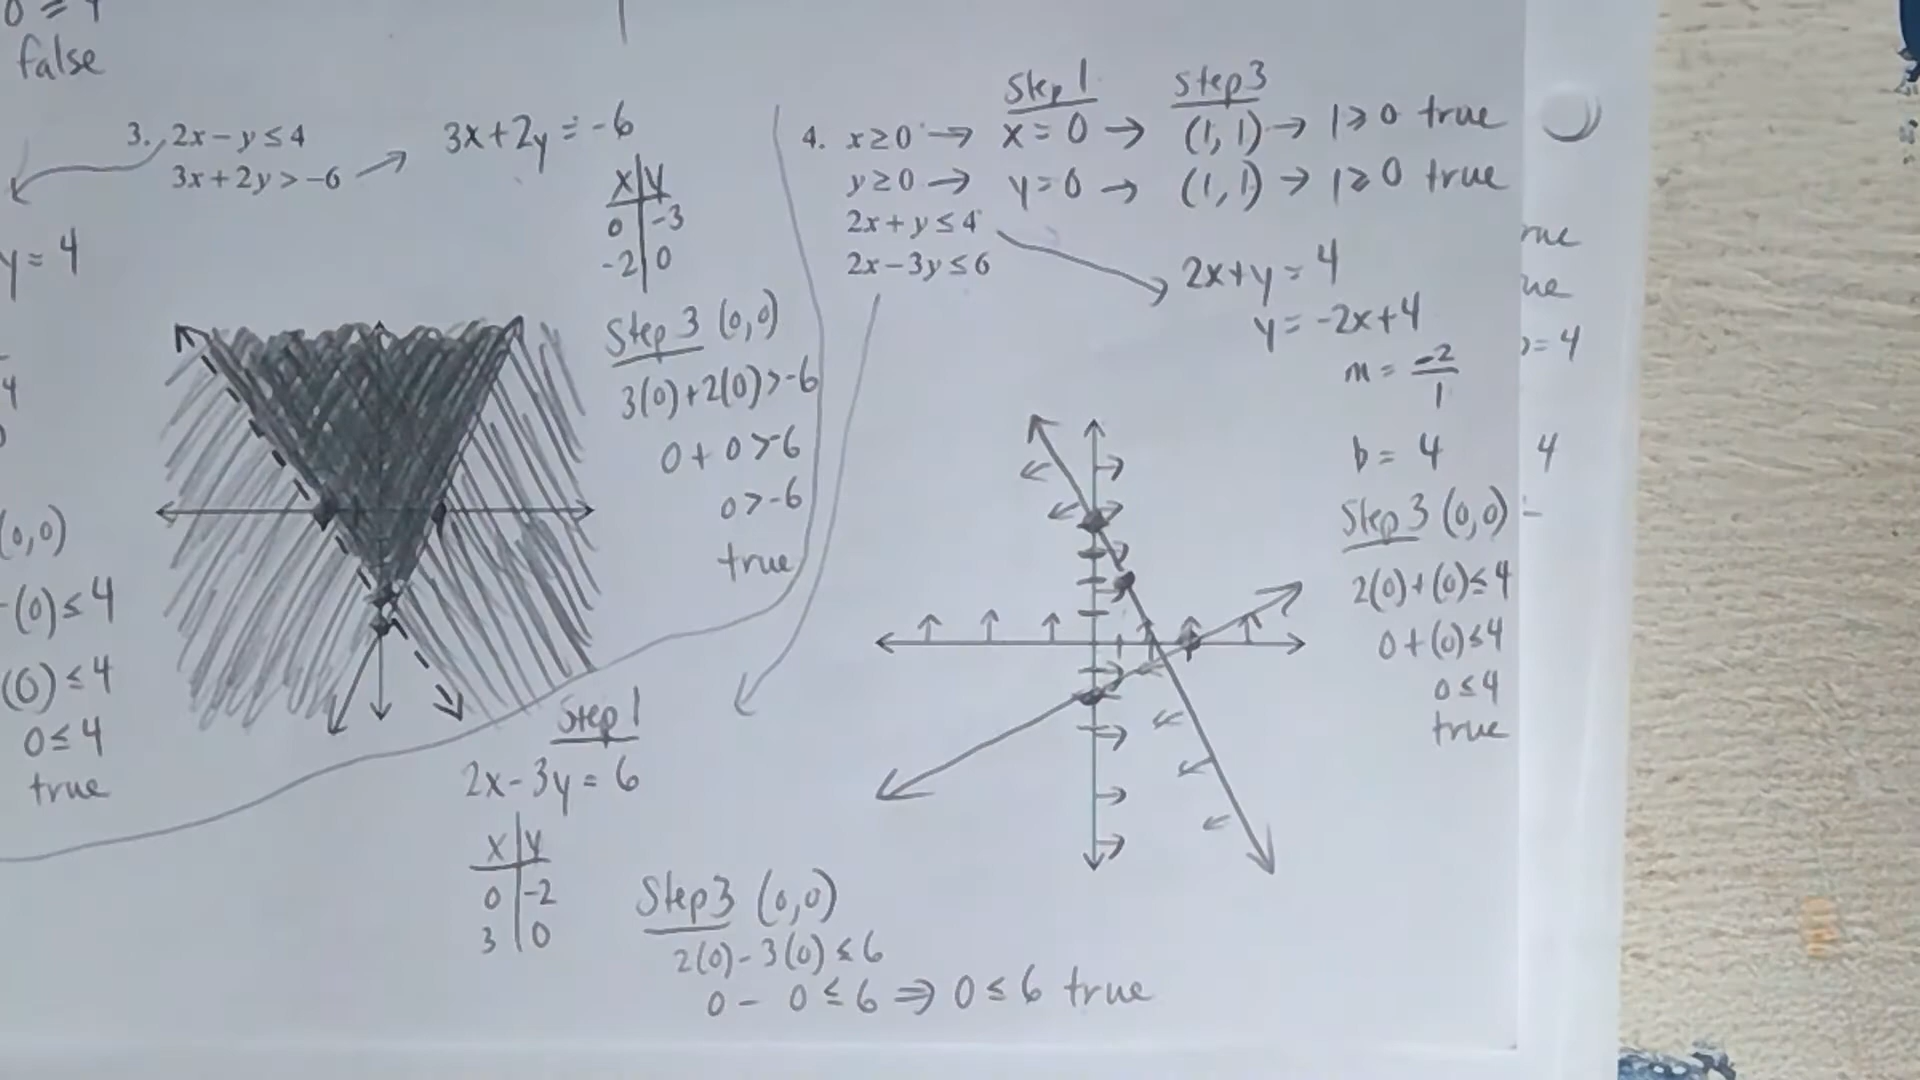 false
3. 2x − y ≤ 4
3x + 2y > −6
3x + 2y = -6
x | y
0 | -3
-2 | 0
y = 4
Step 3 (0,0)
3(0) + 2(0) > -6
0 + 0 > -6
0 > -6
true
(0,0)
-(0) ≤ 4
(0) ≤ 4
0 ≤ 4
true
Step 1
Step 3
4. x ≥ 0 → x = 0 → (1, 1) → 1 ≥ 0 true
y ≥ 0 → y = 0 → (1, 1) → 1 ≥ 0 true
2x + y ≤ 4
2x − 3y ≤ 6
2x + y = 4
y = -2x + 4
m = -2/1
b = 4
Step 3 (0,0)
2(0) + (0) ≤ 4
0 + (0) ≤ 4
0 ≤ 4
true
Step 1
2x - 3y = 6
x | y
0 | -2
3 | 0
Step 3 (0,0)
2(0) - 3(0) ≤ 6
0 - 0 ≤ 6 ⇒ 0 ≤ 6 true
= 4
4